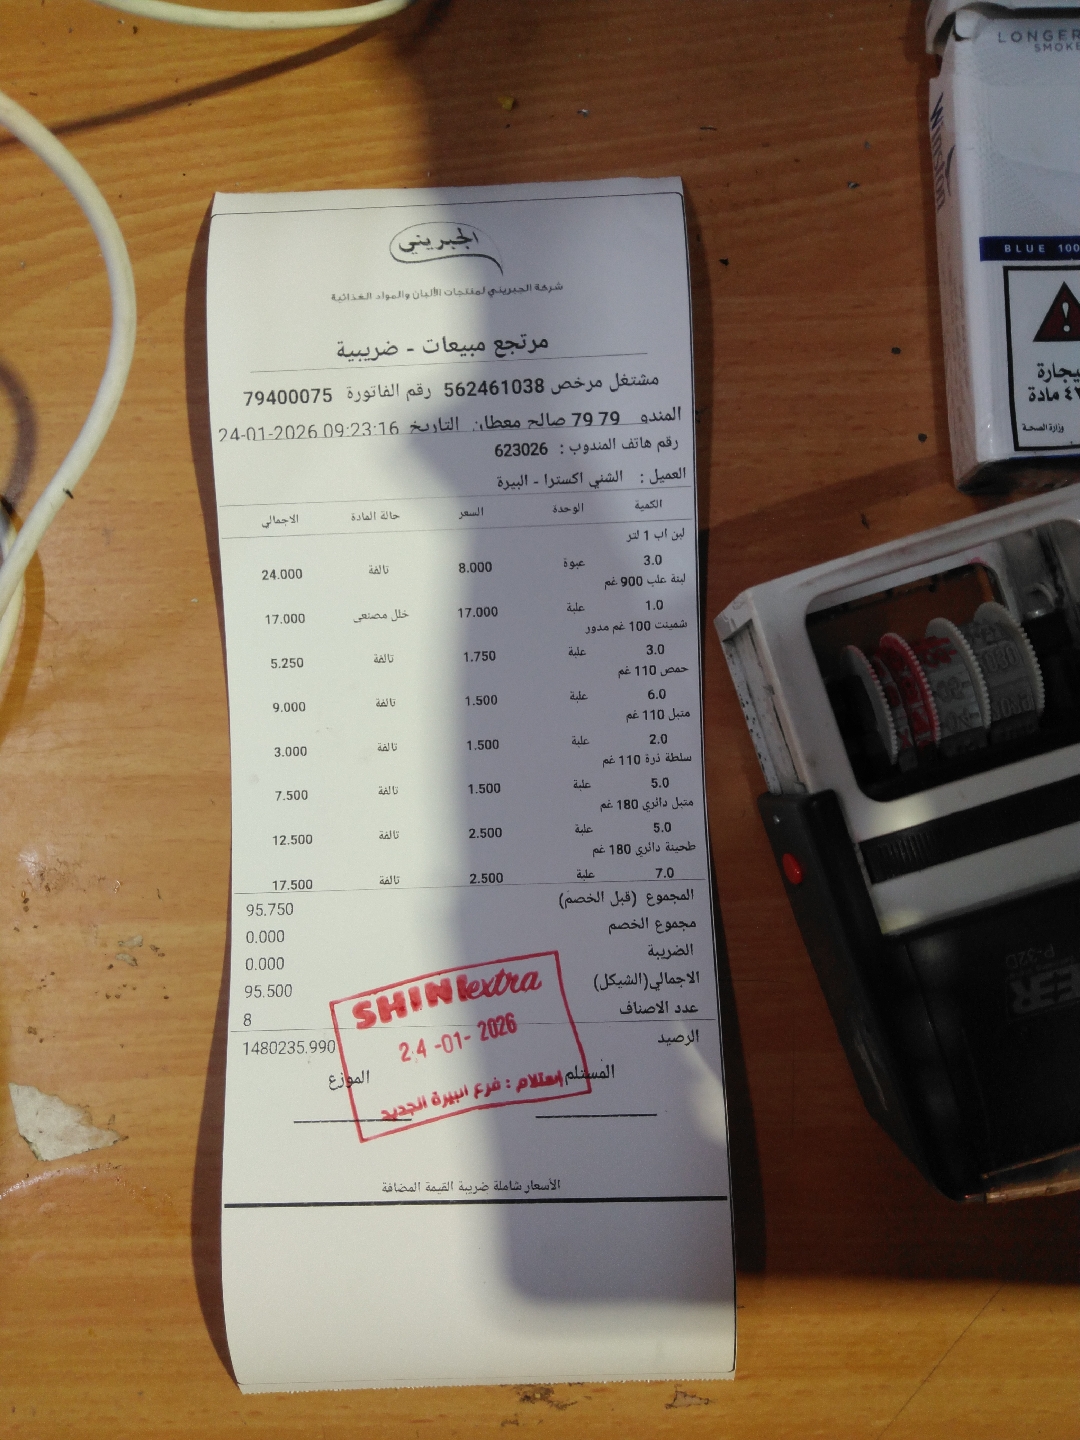 الجبريني
شركة الجبريني لمنتجات الألبان والمواد الغذائية
مرتجع مبيعات - ضريبية
مشتغل مرخص 562461038 رقم الفاتورة 79400075
المندو 79 79 صالح معطان التاريخ 24-01-2026 09:23:16
رقم هاتف المندوب : 623026
العميل : الشني اكسترا - البيرة
الكمية الوحدة السعر حالة المادة الاجمالي
لبن اب 1 لتر
3.0 عبوة 8.000 تالفة 24.000
لبنة علب 900 غم
1.0 علبة 17.000 خلل مصنعي 17.000
شمينت 100 غم مدور
3.0 علبة 1.750 تالفة 5.250
حمص 110 غم
6.0 علبة 1.500 تالفة 9.000
متبل 110 غم
2.0 علبة 1.500 تالفة 3.000
سلطة ذرة 110 غم
5.0 علبة 1.500 تالفة 7.500
متبل دائري 180 غم
5.0 علبة 2.500 تالفة 12.500
طحينة دائري 180 غم
7.0 علبة 2.500 تالفة 17.500
المجموع (قبل الخصم) 95.750
مجموع الخصم 0.000
الضريبة 0.000
الاجمالي(الشيكل) 95.500
عدد الاصناف 8
الرصيد 1480235.990
المستلم الموزع
SHINI extra
24-01-2026
استلام : فرع البيرة الجديد
الأسعار شاملة ضريبة القيمة المضافة
LONGER
SMOKE
Winston
BLUE 100
يجارة
مادة
وزارة الصحة
P-320